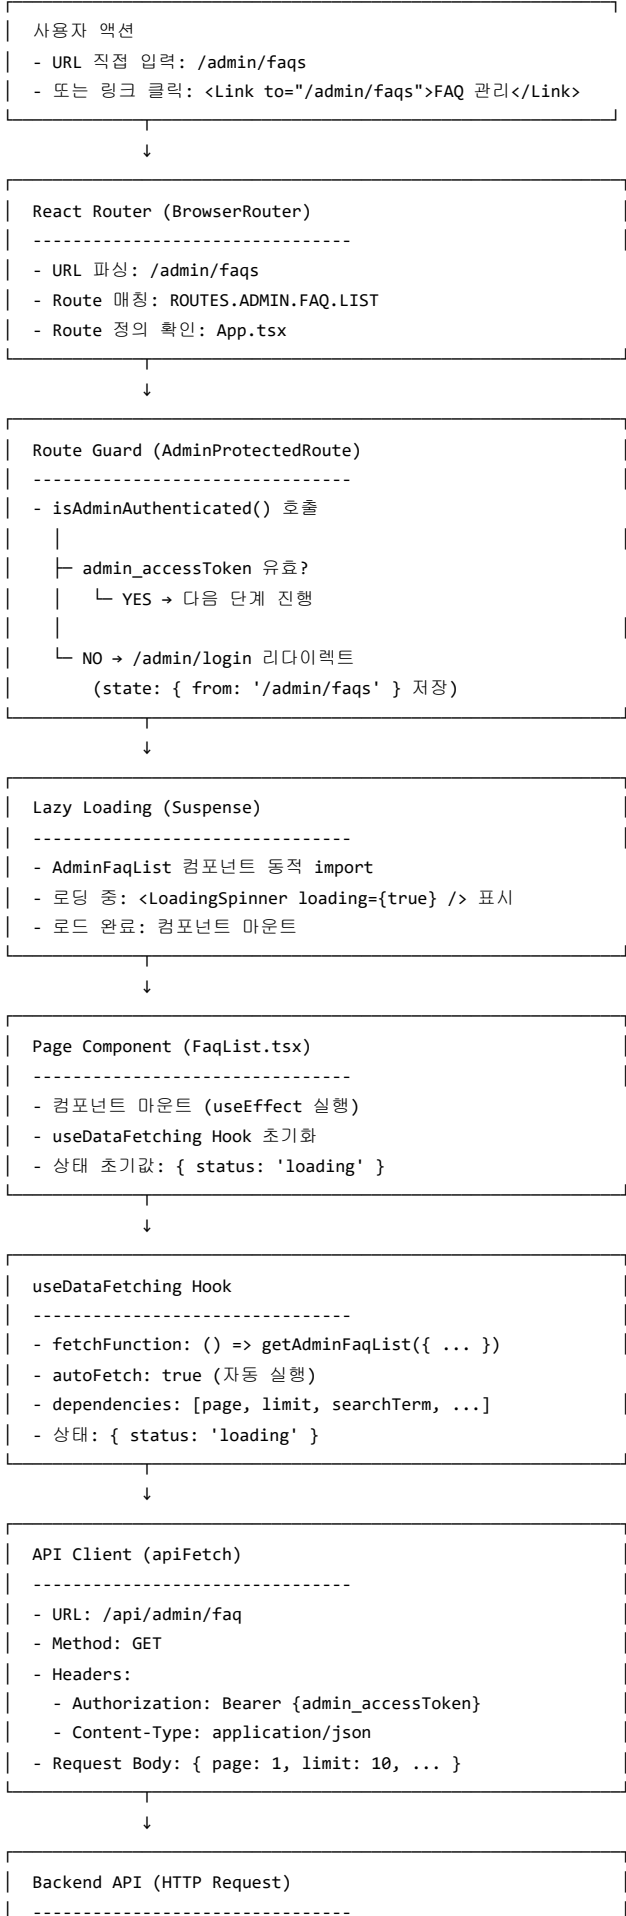 사용자 액션
- URL 직접 입력: /admin/faqs
- 또는 링크 클릭: <Link to="/admin/faqs">FAQ 관리</Link>
↓
React Router (BrowserRouter)
--------------------------------
- URL 파싱: /admin/faqs
- Route 매칭: ROUTES.ADMIN.FAQ.LIST
- Route 정의 확인: App.tsx
↓
Route Guard (AdminProtectedRoute)
--------------------------------
- isAdminAuthenticated() 호출
│
├─ admin_accessToken 유효?
│   └─ YES → 다음 단계 진행
│
└─ NO → /admin/login 리다이렉트
(state: { from: '/admin/faqs' } 저장)
↓
Lazy Loading (Suspense)
--------------------------------
- AdminFaqList 컴포넌트 동적 import
- 로딩 중: <LoadingSpinner loading={true} /> 표시
- 로드 완료: 컴포넌트 마운트
↓
Page Component (FaqList.tsx)
--------------------------------
- 컴포넌트 마운트 (useEffect 실행)
- useDataFetching Hook 초기화
- 상태 초기값: { status: 'loading' }
↓
useDataFetching Hook
--------------------------------
- fetchFunction: () => getAdminFaqList({ ... })
- autoFetch: true (자동 실행)
- dependencies: [page, limit, searchTerm, ...]
- 상태: { status: 'loading' }
↓
API Client (apiFetch)
--------------------------------
- URL: /api/admin/faq
- Method: GET
- Headers:
- Authorization: Bearer {admin_accessToken}
- Content-Type: application/json
- Request Body: { page: 1, limit: 10, ... }
↓
Backend API (HTTP Request)
--------------------------------